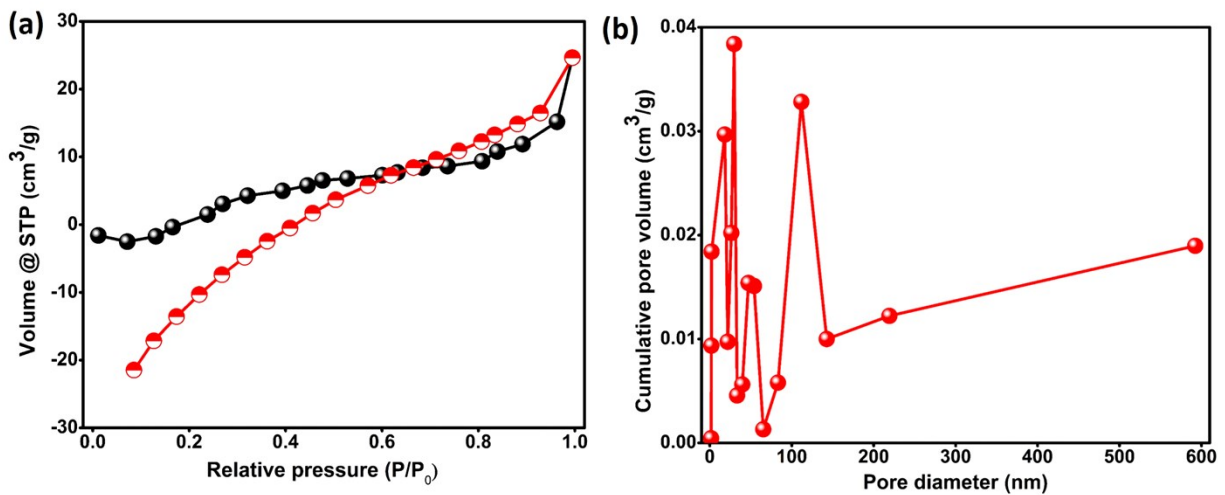 (a)
Volume @ STP (cm³/g)
30
20
10
0
-10
-20
-30
0.0 0.2 0.4 0.6 0.8 1.0
Relative pressure (P/P₀)
(b)
Cumulative pore volume (cm³/g)
0.04
0.03
0.02
0.01
0.00
0 100 200 300 400 500 600
Pore diameter (nm)